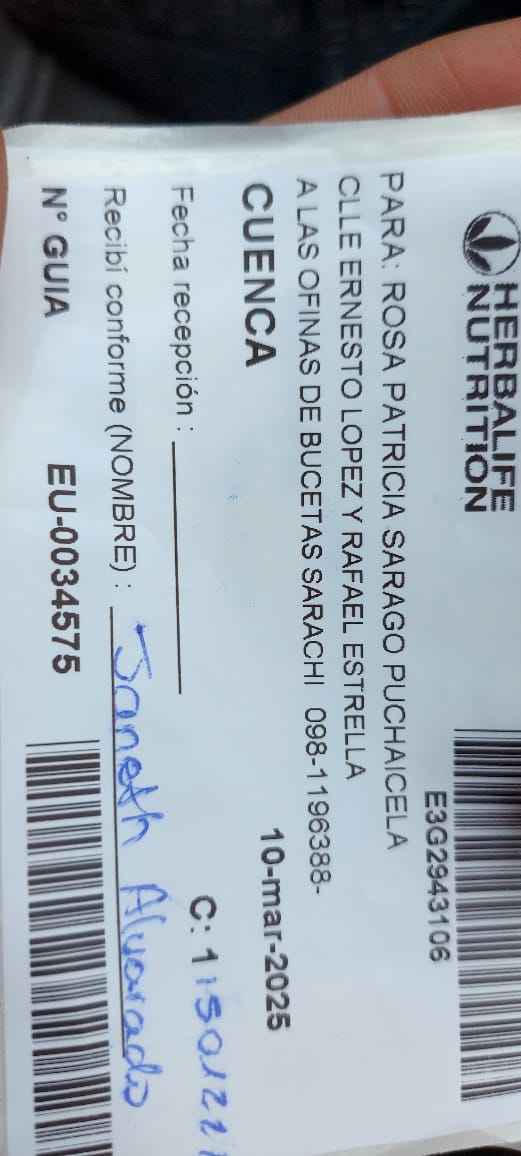 HERBALIFE
NUTRITION
E3G2943106
PARA: ROSA PATRICIA SARAGO PUCHAICELA
CLLE ERNESTO LOPEZ Y RAFAEL ESTRELLA
A LAS OFINAS DE BUCETAS SARACHI 098-1196388-
CUENCA 10-mar-2025
Fecha recepción : C: 1
Recibí conforme (NOMBRE) : Janeth Alvarado
N° GUIA EU-0034575